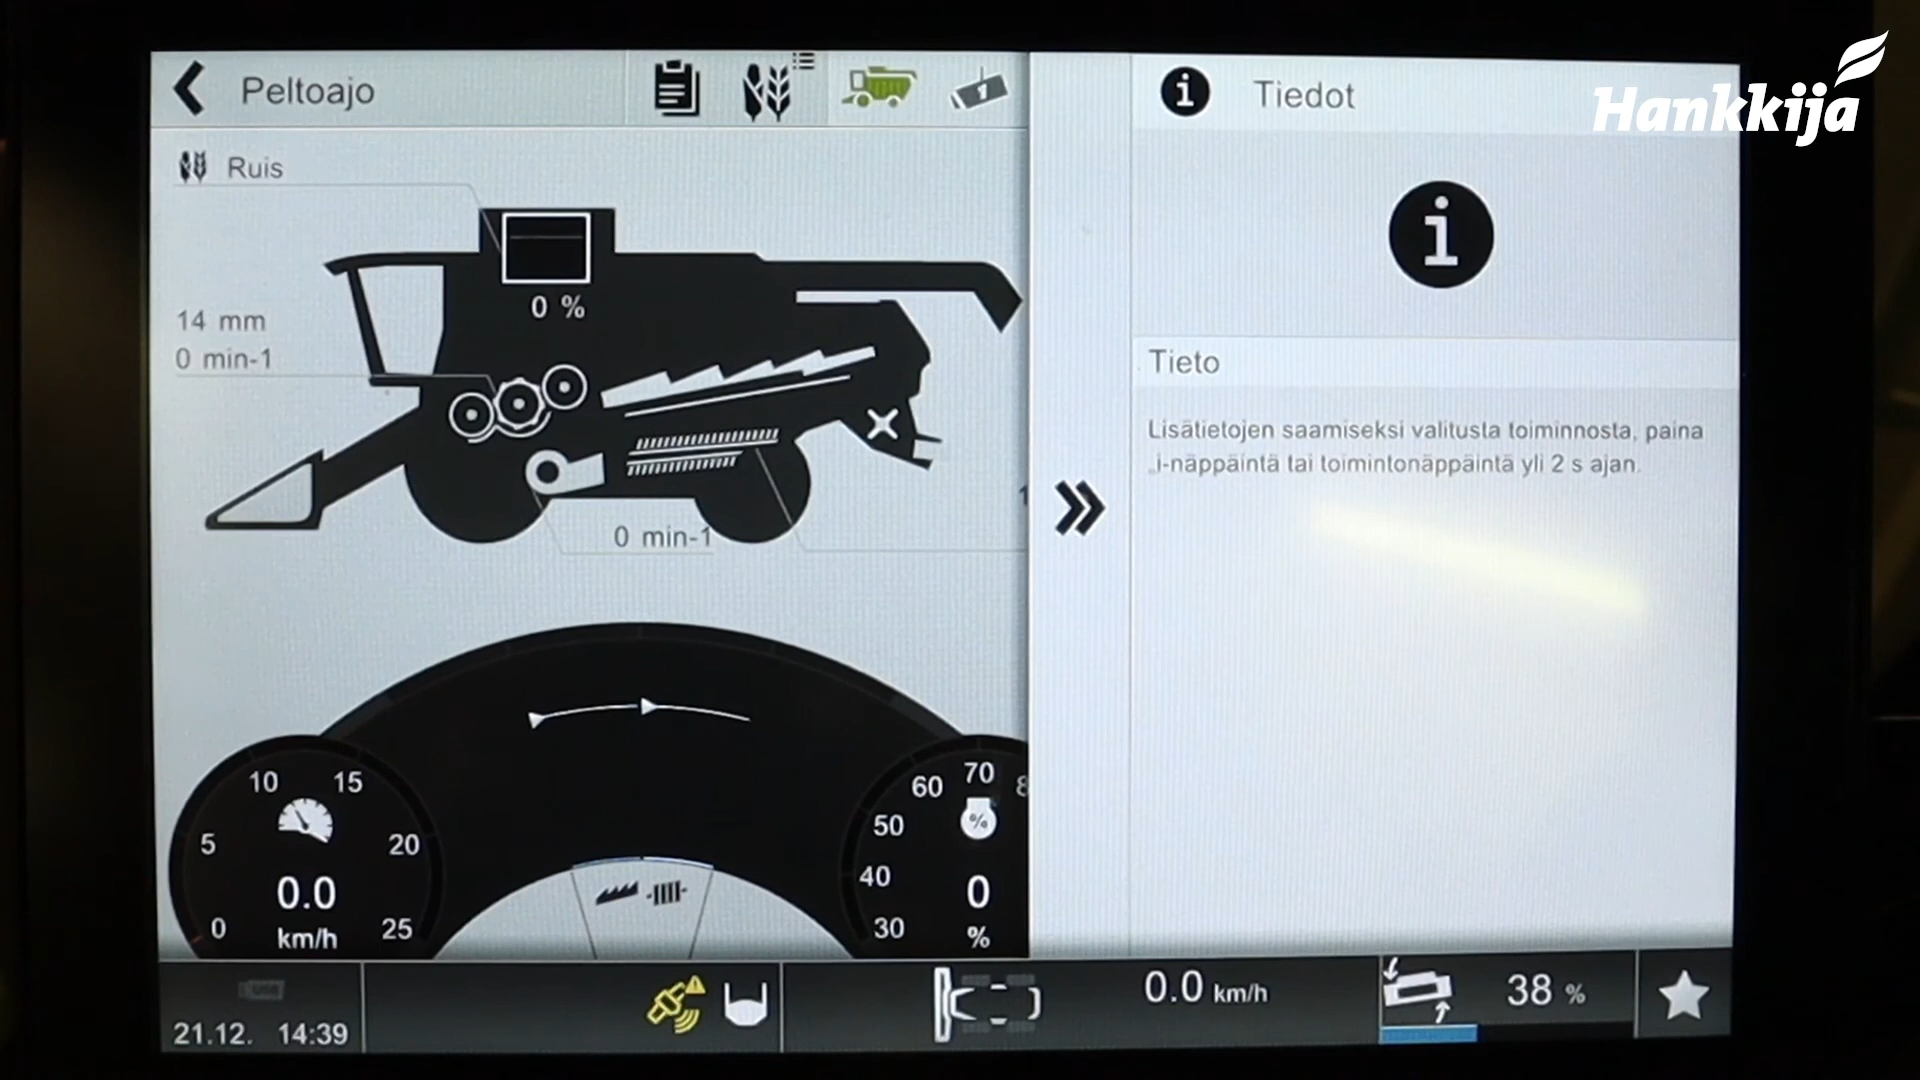 Peltoajo
Tiedot
Hankkija
Ruis
0 %
14 mm
0 min-1
0 min-1
Tieto
Lisätietojen saamiseksi valitusta toiminnosta, paina
i-näppäintä tai toimintonäppäintä yli 2 s ajan.
10 15
5 20
0.0
0 25
km/h
60 70 8
50
40
0
30
%
USB
21.12. 14:39
0.0 km/h
38 %